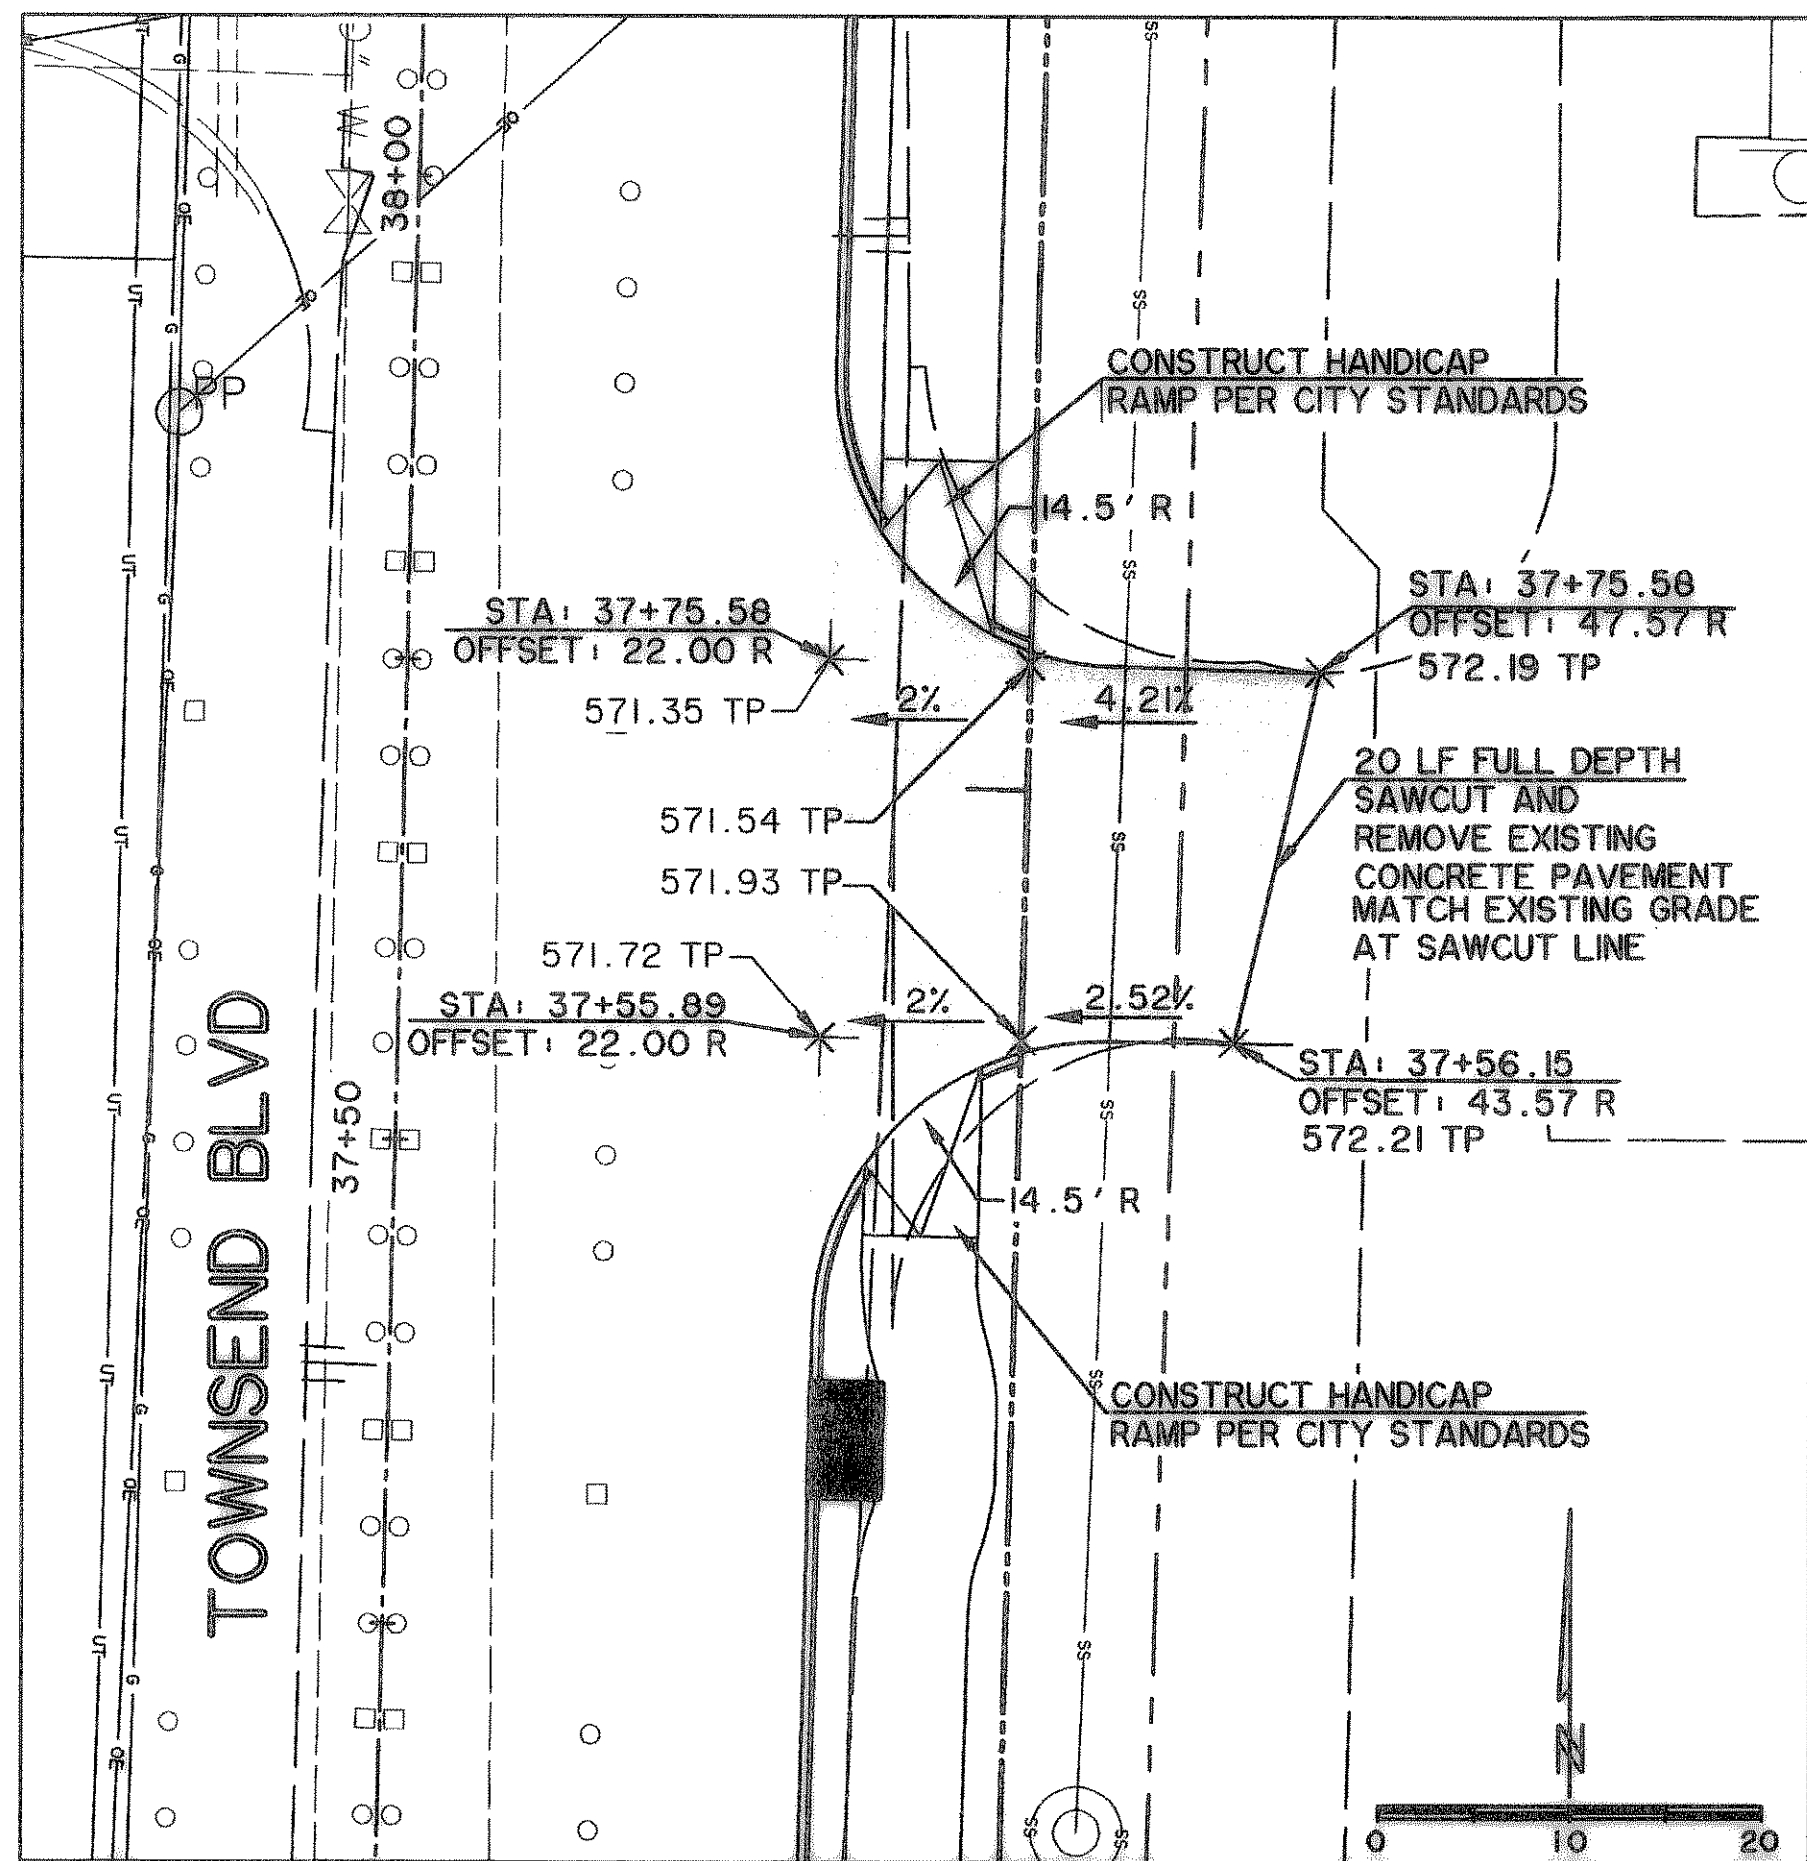 38+00
PP
CONSTRUCT HANDICAP
RAMP PER CITY STANDARDS
14.5' R
STA: 37+75.58
OFFSET: 22.00 R
571.35 TP
STA: 37+75.58
OFFSET: 47.57 R
572.19 TP
2%
4.21%
571.54 TP
20 LF FULL DEPTH
SAWCUT AND
REMOVE EXISTING
CONCRETE PAVEMENT
MATCH EXISTING GRADE
AT SAWCUT LINE
571.93 TP
571.72 TP
STA: 37+55.89
OFFSET: 22.00 R
2%
2.52%
STA: 37+56.15
OFFSET: 43.57 R
572.21 TP
37+50
14.5' R
TOWNSEND BLVD
CONSTRUCT HANDICAP
RAMP PER CITY STANDARDS
UT
G
OE
SS
N
0 10 20